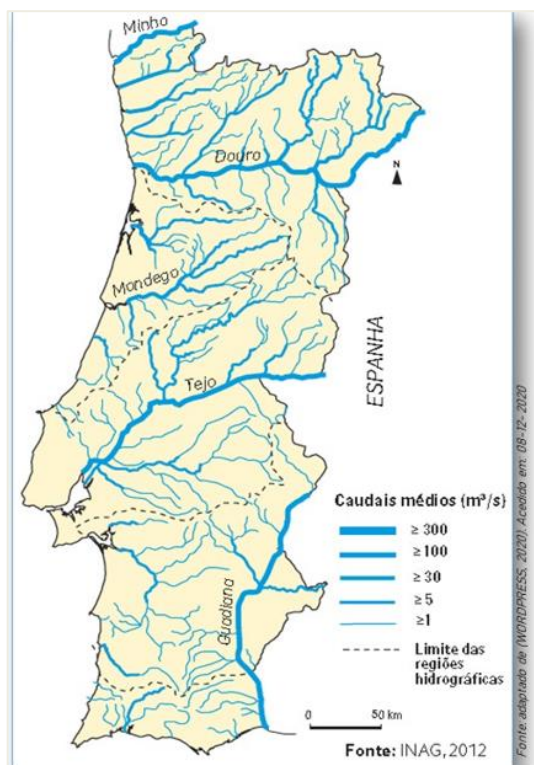 Minho
Douro
N
Mondego
ESPANHA
Tejo
Guadiana
Caudais médios (m³/s)
≥ 300
≥ 100
≥ 30
≥ 5
≥1
Limite das
regiões
hidrográficas
0 50 km
Fonte: INAG, 2012
Fonte: adaptado de (WORDPRESS, 2020). Acedido em: 08-12- 2020